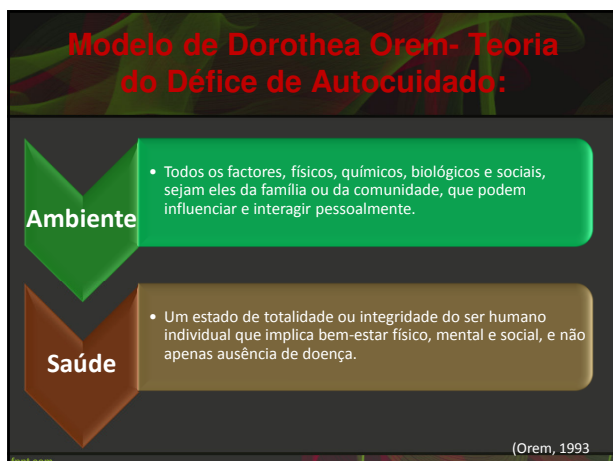 Modelo de Dorothea Orem- Teoria
do Défice de Autocuidado:
Ambiente
• Todos os factores, físicos, químicos, biológicos e sociais,
sejam eles da família ou da comunidade, que podem
influenciar e interagir pessoalmente.
Saúde
• Um estado de totalidade ou integridade do ser humano
individual que implica bem-estar físico, mental e social, e não
apenas ausência de doença.
(Orem, 1993